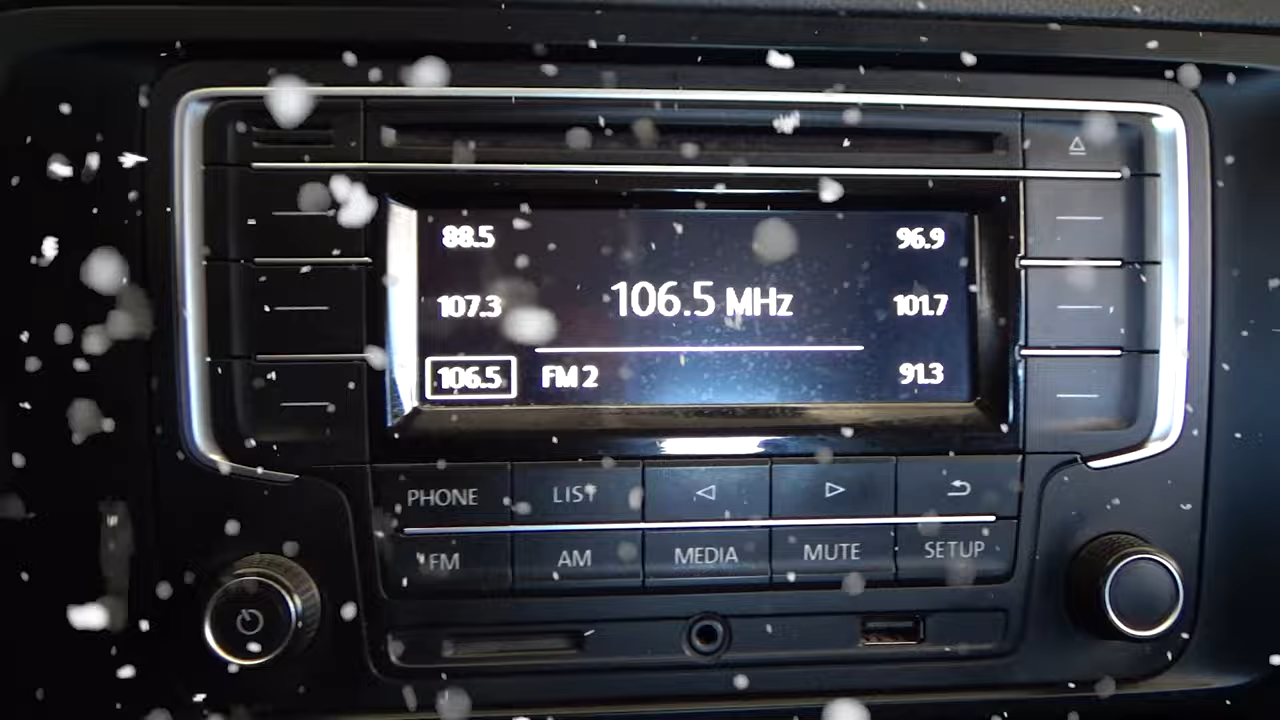 88.5 96.9
107.3 106.5 MHz 101.7
106.5 FM 2 91.3
PHONE LIST
FM AM MEDIA MUTE SETUP